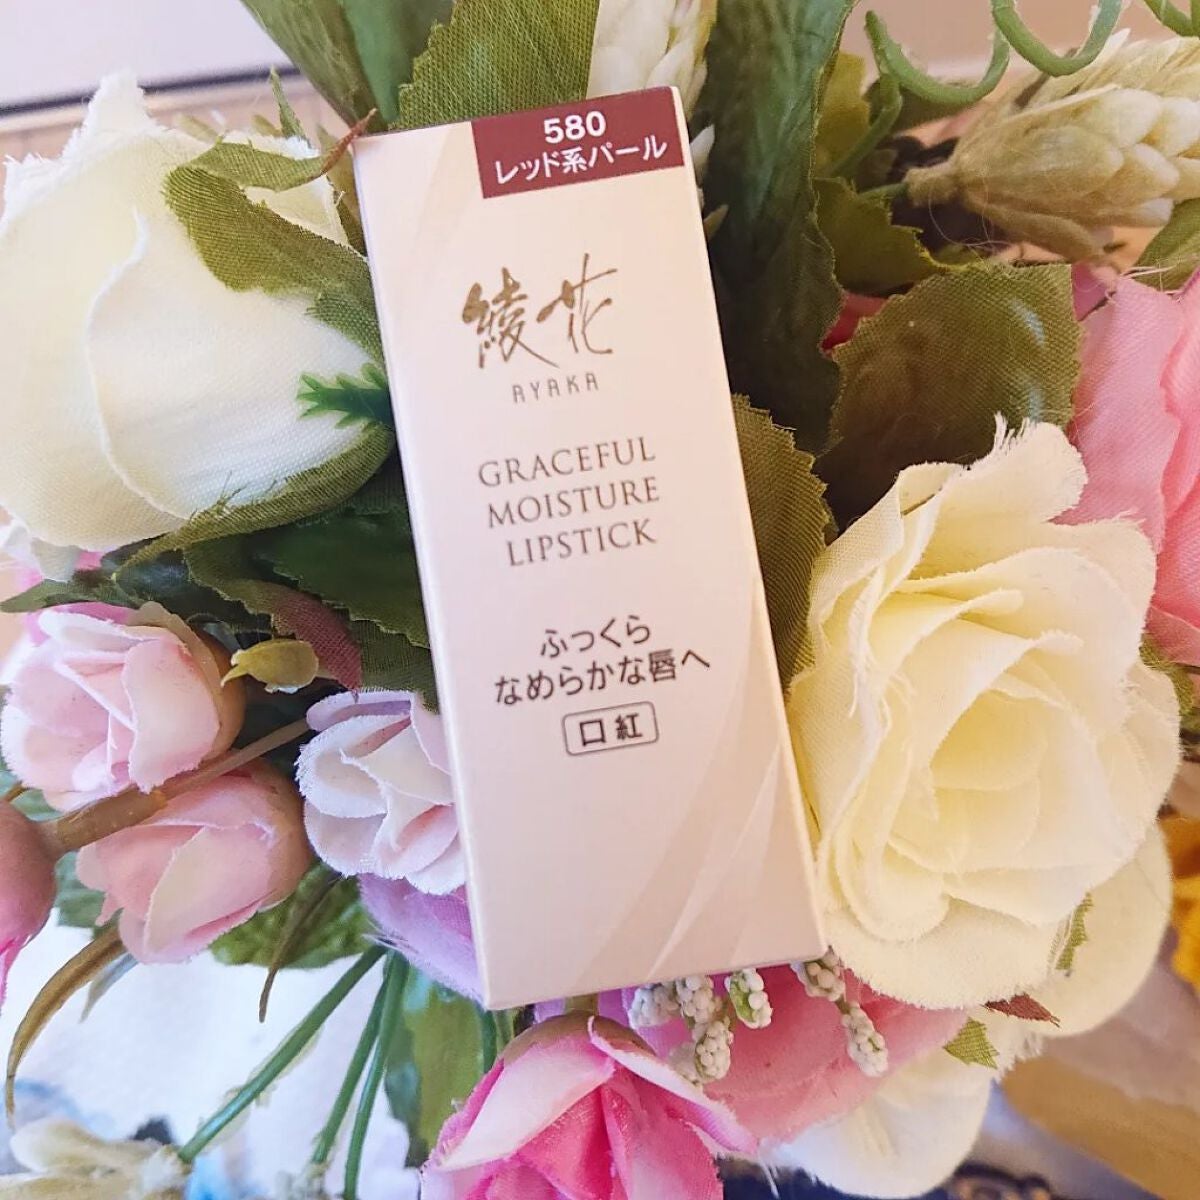 580
レッド系パール
綾花
AYAKA
GRACEFUL
MOISTURE
LIPSTICK
ふっくら
なめらかな唇へ
口紅